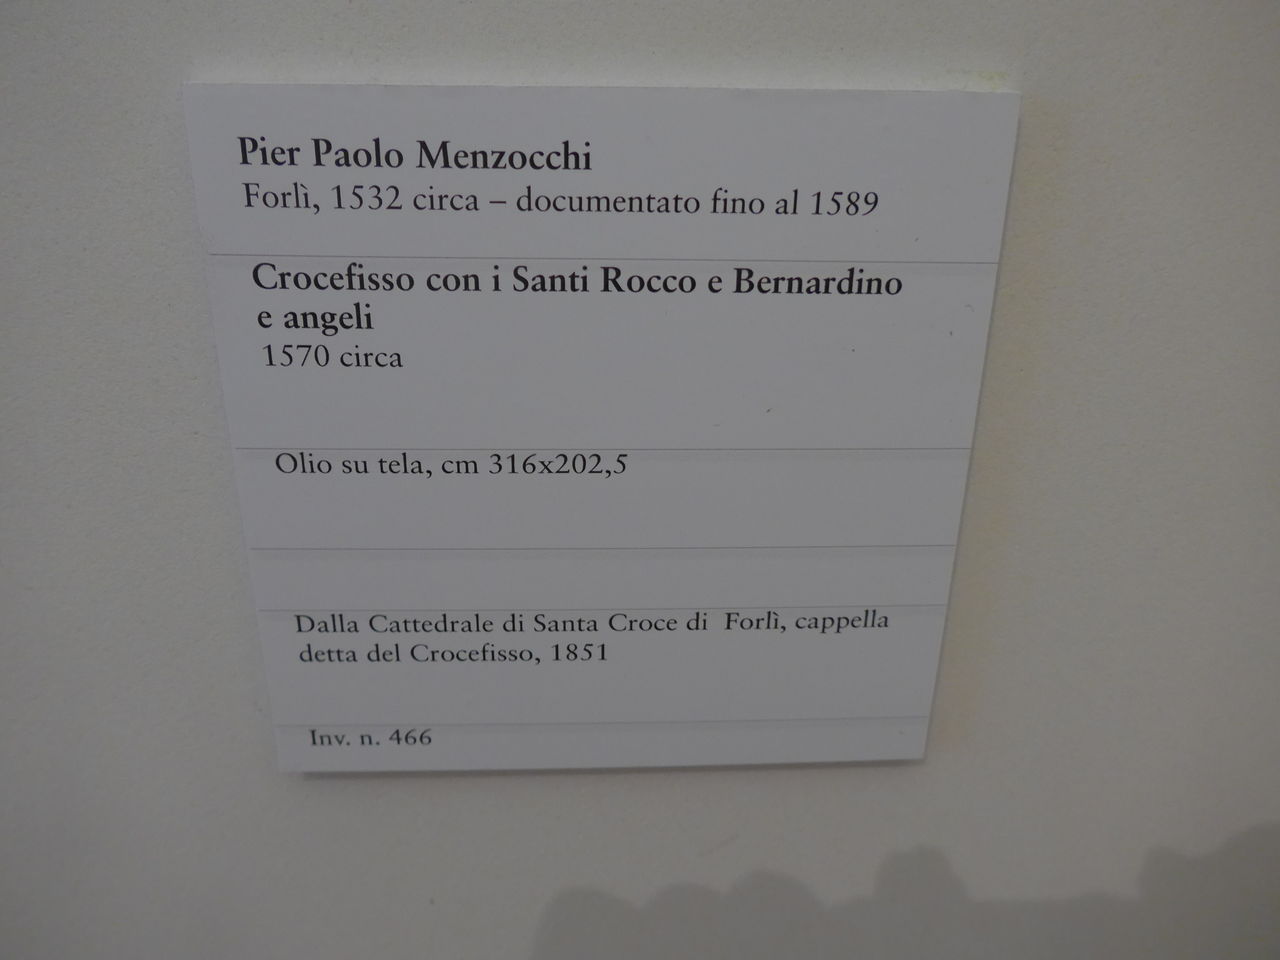 Pier Paolo Menzocchi
Forlì, 1532 circa – documentato fino al 1589
Crocefisso con i Santi Rocco e Bernardino
e angeli
1570 circa
Olio su tela, cm 316x202,5
Dalla Cattedrale di Santa Croce di Forlì, cappella
detta del Crocefisso, 1851
Inv. n. 466